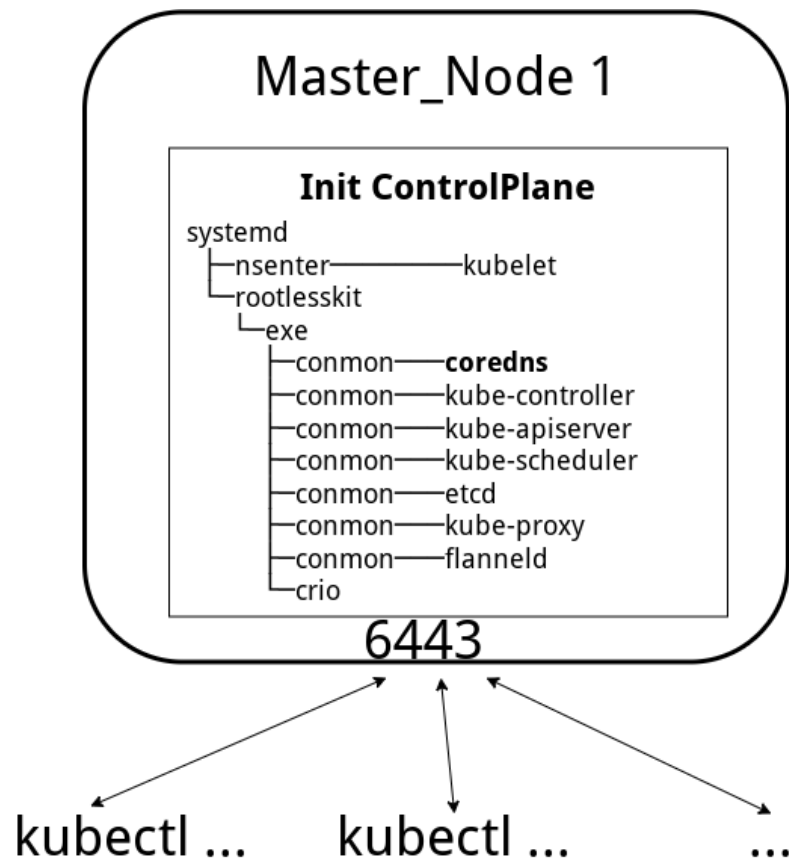 Master_Node 1
Init ControlPlane
systemd
nsenter kubelet
rootlesskit
exe
conmon coredns
conmon kube-controller
conmon kube-apiserver
conmon kube-scheduler
conmon etcd
conmon kube-proxy
conmon flanneld
crio
6443
kubectl ... kubectl ... ...